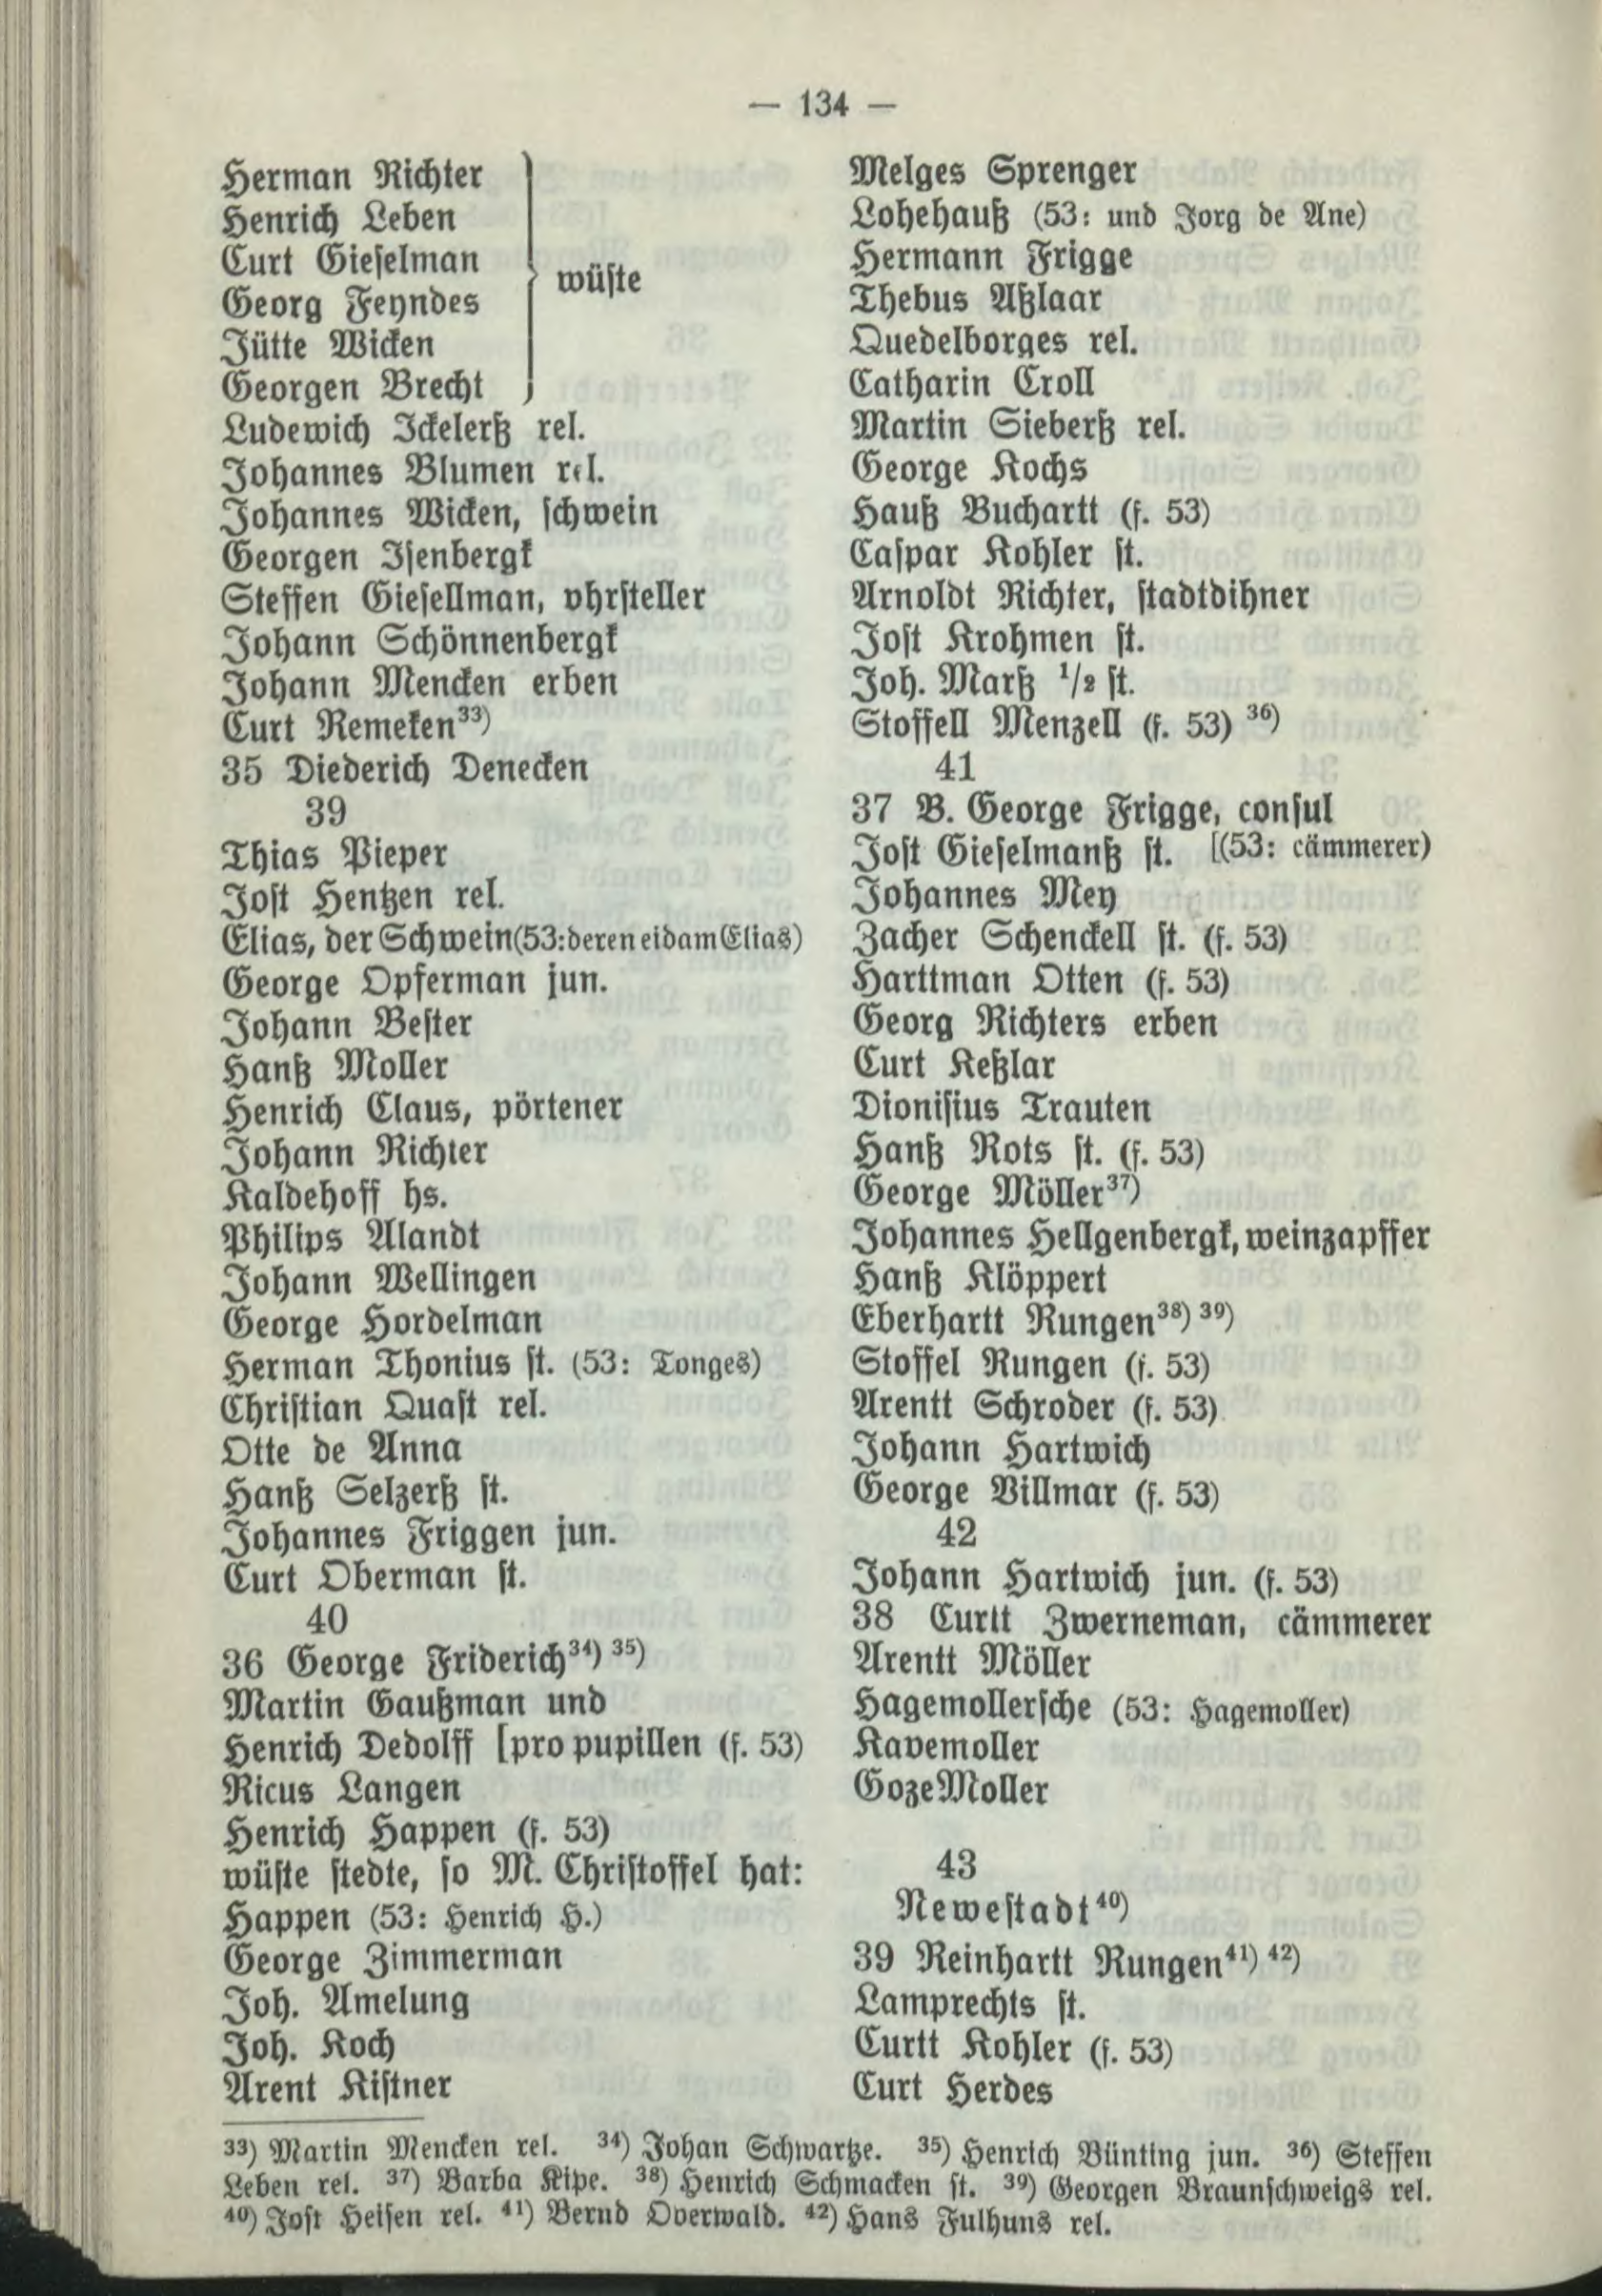 — 134 —
Herman Richter
Henrich Leben
Curt Gieselman
Georg Feyndes
Jütte Wicken
Georgen Brecht
wüste
Ludewich Ickelerß rel.
Johannes Blumen rel.
Johannes Wicken, schwein
Georgen Isenbergk
Steffen Giesellman, vhrsteller
Johann Schönnenbergk
Johann Mencken erben
Curt Remeken³³)
35 Diederich Denecken
39
Thias Pieper
Jost Hentzen rel.
Elias, der Schwein (53: deren eidam Elias)
George Opferman jun.
Johann Bester
Hanß Moller
Henrich Claus, pörtener
Johann Richter
Kaldehoff hs.
Philips Alandt
Johann Wellingen
George Hordelman
Herman Thonius st. (53: Tonges)
Christian Quast rel.
Otte de Anna
Hanß Selzerß st.
Johannes Friggen jun.
Curt Oberman st.
40
36 George Friderich³⁴) ³⁵)
Martin Gaußman und
Henrich Dedolff [pro pupillen (f. 53)
Ricus Langen
Henrich Happen (f. 53)
wüste stedte, so M. Christoffel hat:
Happen (53: Henrich H.)
George Zimmerman
Joh. Amelung
Joh. Koch
Arent Kistner
Melges Sprenger
Lohehauß (53: und Jorg de Ane)
Hermann Frigge
Thebus Aßlaar
Quedelborges rel.
Catharin Croll
Martin Sieberß rel.
George Kochs
Hauß Buchartt (f. 53)
Caspar Kohler st.
Arnoldt Richter, stadtdihner
Jost Krohmen st.
Joh. Marß 1/2 st.
Stoffell Menzell (f. 53) ³⁶)
41
37 B. George Frigge, consul
Jost Gieselmanß st. [(53: cämmerer)
Johannes Mey
Zacher Schenckell st. (f. 53)
Harttman Otten (f. 53)
Georg Richters erben
Curt Keßlar
Dionisius Trauten
Hanß Rots st. (f. 53)
George Möller³⁷)
Johannes Hellgenbergk, weinzapffer
Hanß Klöppert
Eberhartt Rungen³⁸) ³⁹)
Stoffel Rungen (f. 53)
Arentt Schroder (f. 53)
Johann Hartwich
George Villmar (f. 53)
42
Johann Hartwich jun. (f. 53)
38 Curtt Zwerneman, cämmerer
Arentt Möller
Hagemollersche (53: Hagemoller)
Kavemoller
GozeMoller
43
Newestadt⁴⁰)
39 Reinhartt Rungen⁴¹) ⁴²)
Lamprechts st.
Curtt Kohler (f. 53)
Curt Herdes
³³) Martin Mencken rel. ³⁴) Johan Schwartze. ³⁵) Henrich Bünting jun. ³⁶) Steffen
Leben rel. ³⁷) Barba Kipe. ³⁸) Henrich Schmacken st. ³⁹) Georgen Braunschweigs rel.
⁴⁰) Jost Heisen rel. ⁴¹) Bernd Overwald. ⁴²) Hans Fulhuns rel.